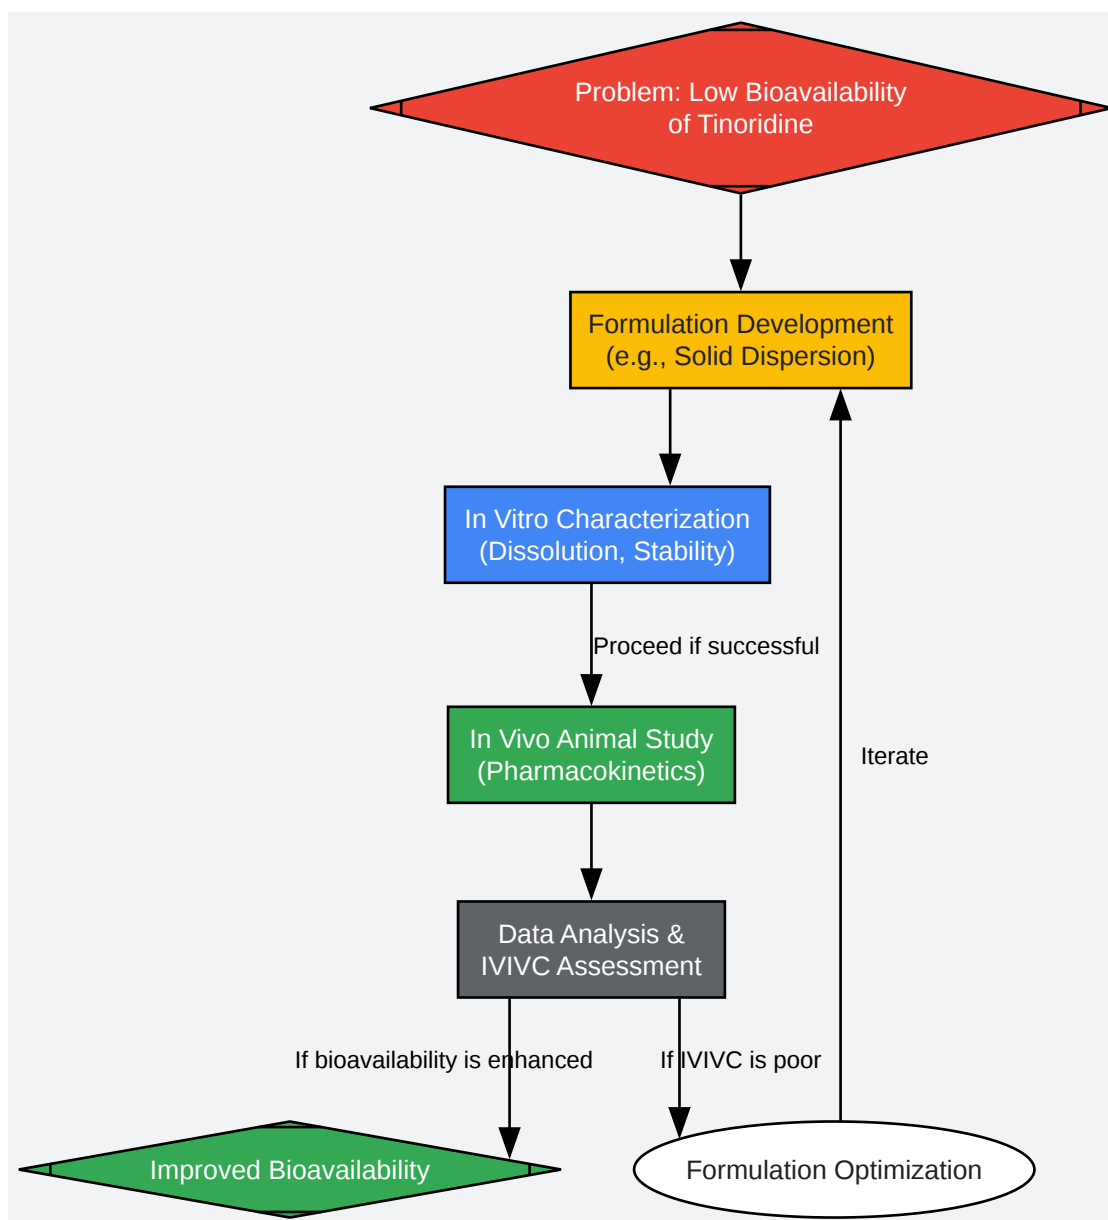 Problem: Low Bioavailability
of Tinoridine
Formulation Development
(e.g., Solid Dispersion)
In Vitro Characterization
(Dissolution, Stability)
Proceed if successful
In Vivo Animal Study
(Pharmacokinetics)
Iterate
Data Analysis &
IVIVC Assessment
If bioavailability is enhanced
If IVIVC is poor
Improved Bioavailability
Formulation Optimization